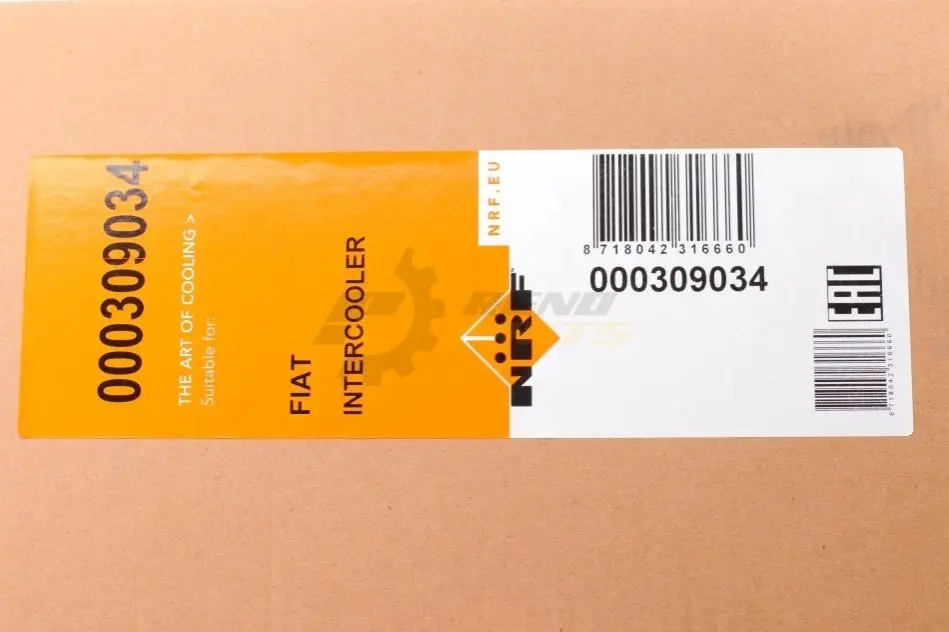 000309034
THE ART OF COOLING >
Suitable for:
FIAT
INTERCOOLER
NRF.EU
NRF
8 718042 316660
000309034
EAC
8 718042 316660